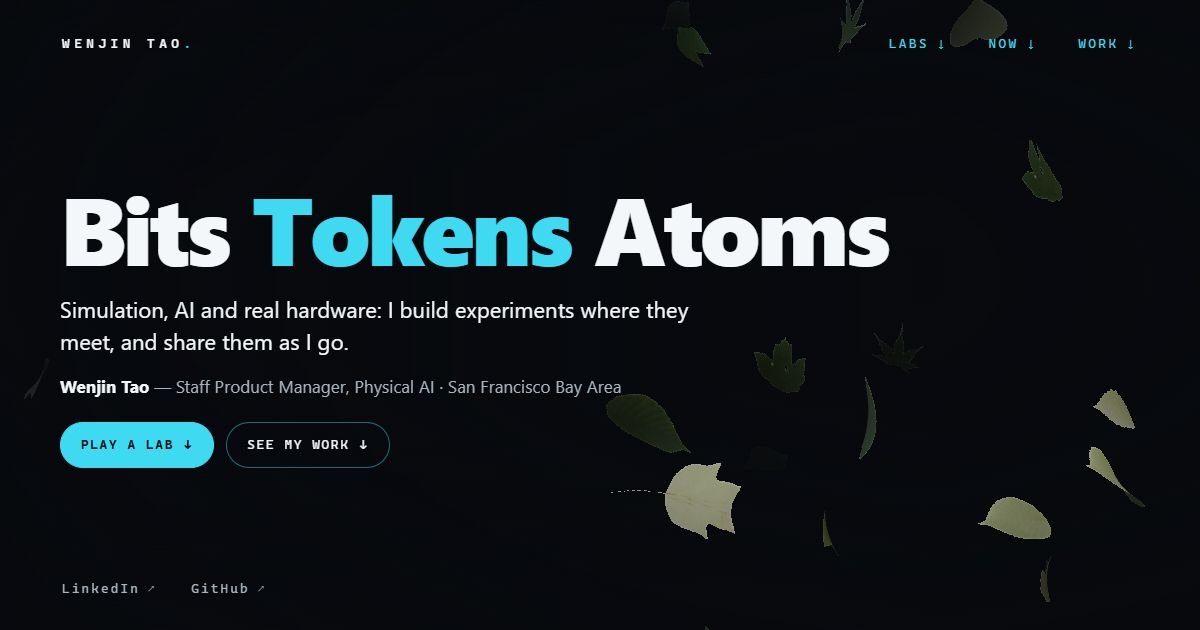 WENJIN TAO.
LABS ↓ NOW ↓ WORK ↓
Bits Tokens Atoms
Simulation, AI and real hardware: I build experiments where they
meet, and share them as I go.
Wenjin Tao — Staff Product Manager, Physical AI · San Francisco Bay Area
PLAY A LAB ↓ SEE MY WORK ↓
LinkedIn ↗ GitHub ↗